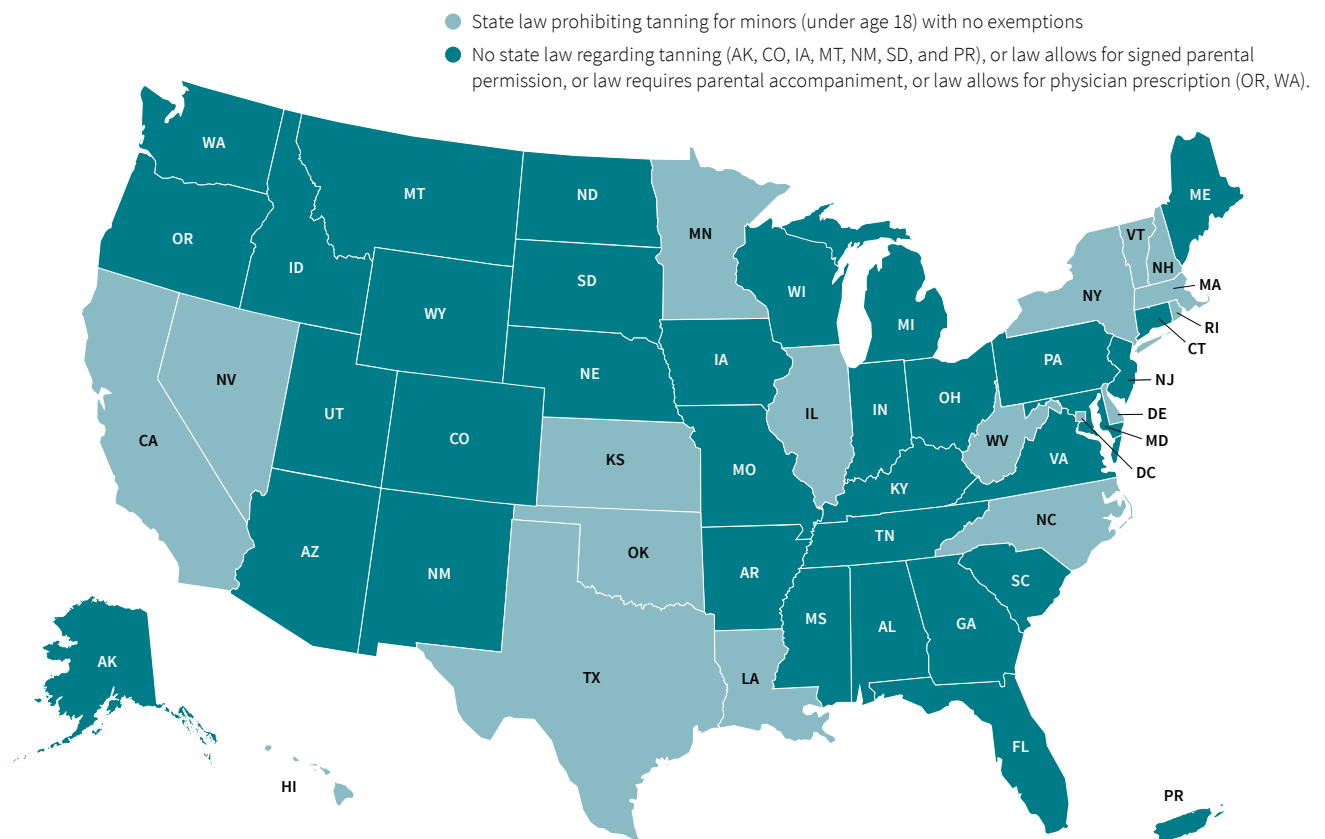 State law prohibiting tanning for minors (under age 18) with no exemptions
No state law regarding tanning (AK, CO, IA, MT, NM, SD, and PR), or law allows for signed parental
permission, or law requires parental accompaniment, or law allows for physician prescription (OR, WA).
WA
MT
ND
MN
ME
OR
ID
SD
WI
VT
NH
NY
MA
WY
MI
RI
CT
NV
NE
IA
PA
NJ
CA
UT
CO
KS
IL
IN
OH
DE
WV
MD
MO
VA
DC
KY
NC
AZ
NM
OK
AR
TN
SC
MS
AL
GA
AK
TX
LA
FL
HI
PR